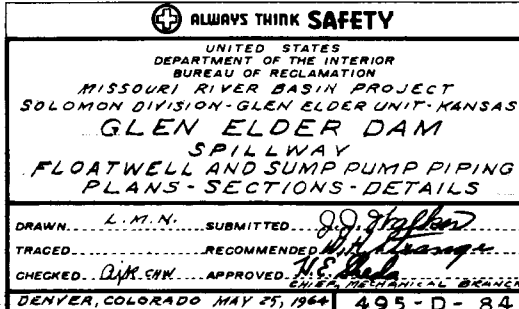 ALWAYS THINK SAFETY
UNITED STATES
DEPARTMENT OF THE INTERIOR
BUREAU OF RECLAMATION
MISSOURI RIVER BASIN PROJECT
SOLOMON DIVISION-GLEN ELDER UNIT-KANSAS
GLEN ELDER DAM
SPILLWAY
FLOATWELL AND SUMP PUMP PIPING
PLANS-SECTIONS-DETAILS
DRAWN L.M.N. SUBMITTED J.J. Walker
TRACED RECOMMENDED
CHECKED APPROVED H.E.
CHIEF, MECHANICAL BRANCH
DENVER, COLORADO MAY 25, 1964 495-D-84